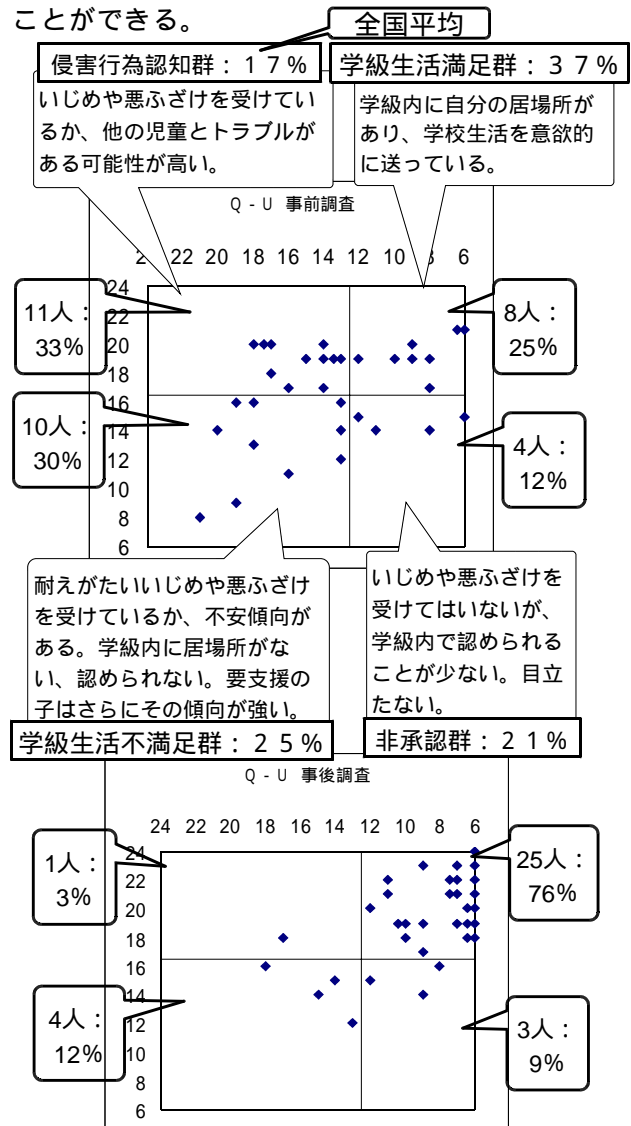 ことができる。
全国平均
侵害行為認知群：１７%
学級生活満足群：３７%
いじめや悪ふざけを受けてい
るか、他の児童とトラブルが
ある可能性が高い。
学級内に自分の居場所が
あり、学校生活を意欲的
に送っている。
Q-U 事前調査
22 20 18 16 14 12 10 6
24
22
20
18
16
14
12
10
8
6
11人：
33%
8人：
25%
10人：
30%
4人：
12%
耐えがたいいじめや悪ふざけ
を受けているか、不安傾向が
ある。学級内に居場所がな
い、認められない。要支援の
子はさらにその傾向が強い。
いじめや悪ふざけを
受けてはいないが、
学級内で認められる
ことが少ない。目立
たない。
学級生活不満足群：２５%
非承認群：２１%
Q-U 事後調査
24 22 20 18 16 14 12 10 8 6
24
22
20
18
16
14
12
10
8
6
1人：
3%
25人：
76%
4人：
12%
3人：
9%